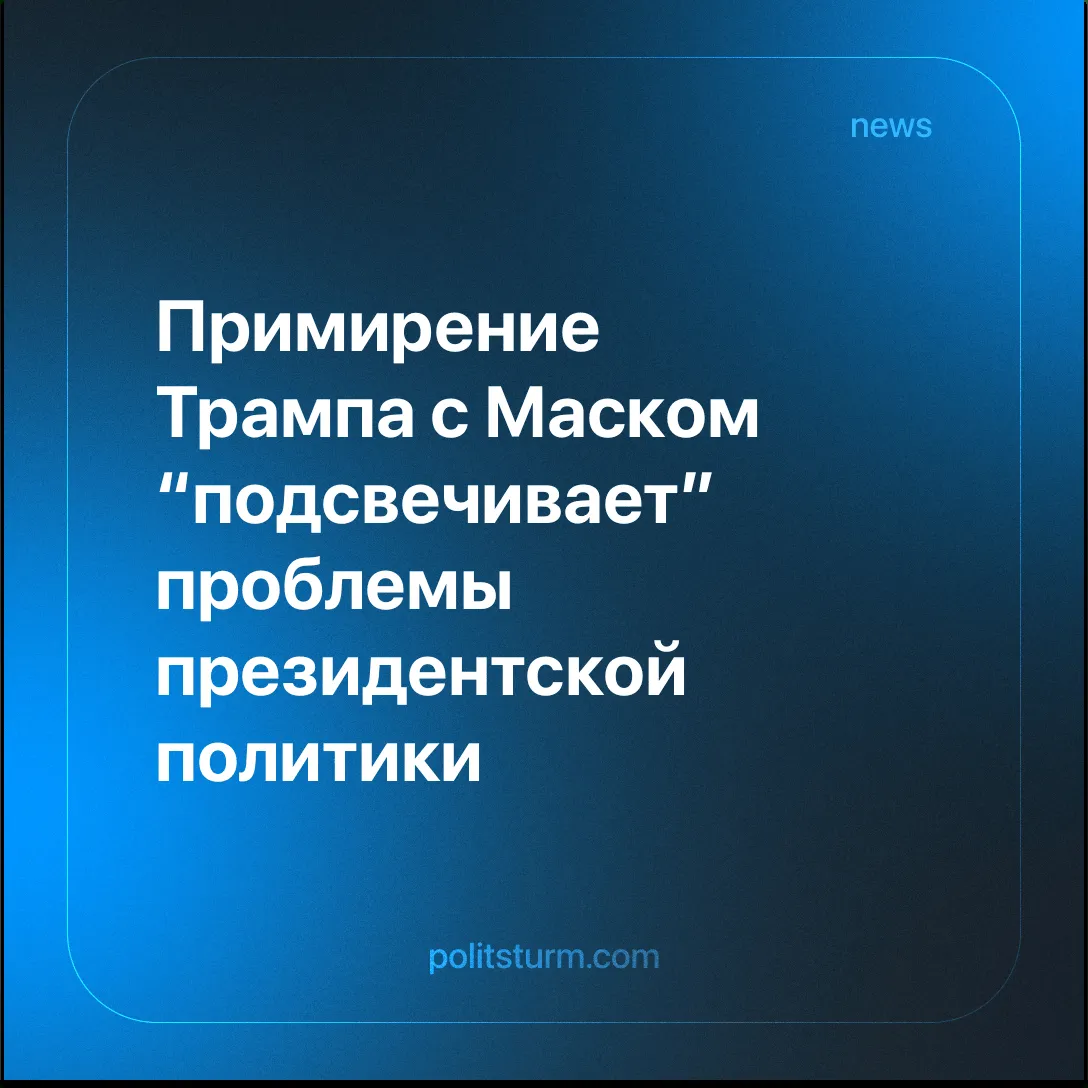 news
Примирение
Трампа с Маском
“подсвечивает”
проблемы
президентской
политики
politsturm.com